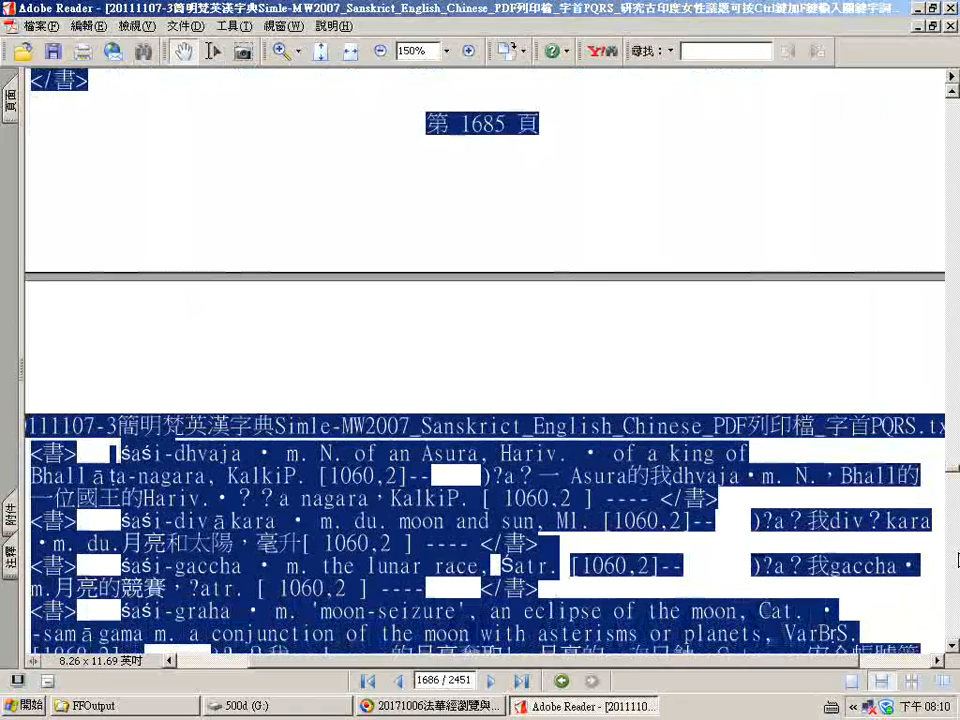 Adobe Reader - [20111107-3簡明梵英漢字典Simle-MW2007_Sanskrict_English_Chinese_PDF列印檔_字首PQRS_研究古印度女性議題可按Ctrl鍵加F鍵輸入關鍵字詞...
檔案(F) 編輯(E) 檢視(V) 文件(D) 工具(T) 視窗(W) 說明(H)
150% Y! 尋找：
頁面
</書>
第 1685 頁
111107-3簡明梵英漢字典Simle-MW2007_Sanskrict_English_Chinese_PDF列印檔_字首PQRS.tx
<書> śaśi-dhvaja ‧ m. N. of an Asura, Hariv. ‧ of a king of
Bhallāṭa-nagara, KalkiP. [1060,2]-- )?a？一 Asura的我dhvaja‧m. N.，Bhall的
一位國王的Hariv.‧？？a nagara，KalkiP. [ 1060,2 ] ---- </書>
<書> śaśi-divākara ‧ m. du. moon and sun, Ml. [1060,2]-- )?a？我div？kara
‧m. du.月亮和太陽，毫升[ 1060,2 ] ---- </書>
<書> śaśi-gaccha ‧ m. the lunar race, Śatr. [1060,2]-- )?a？我gaccha‧
m.月亮的競賽，?atr. [ 1060,2 ] ---- </書>
<書> śaśi-graha ‧ m. 'moon-seizure', an eclipse of the moon, Cat. ‧
-samāgama m. a conjunction of the moon with asterisms or planets, VarBrS.
附件
註釋
8.26 x 11.69 英吋
1686 / 2451
開始 FFOutput 500d (G:) 20171006法華經瀏覽與... Adobe Reader - [2011110... « 下午 08:10